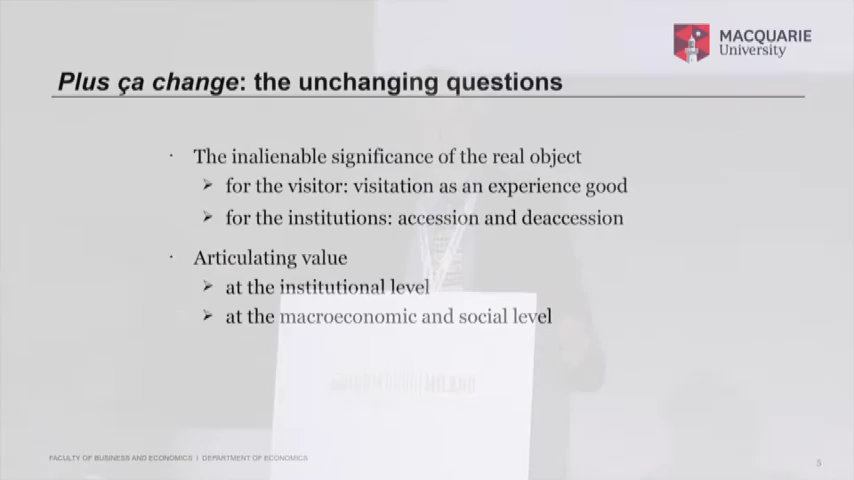 MACQUARIE
University
Plus ça change: the unchanging questions
· The inalienable significance of the real object
➢ for the visitor: visitation as an experience good
➢ for the institutions: accession and deaccession
· Articulating value
➢ at the institutional level
➢ at the macroeconomic and social level
MILANO
FACULTY OF BUSINESS AND ECONOMICS | DEPARTMENT OF ECONOMICS